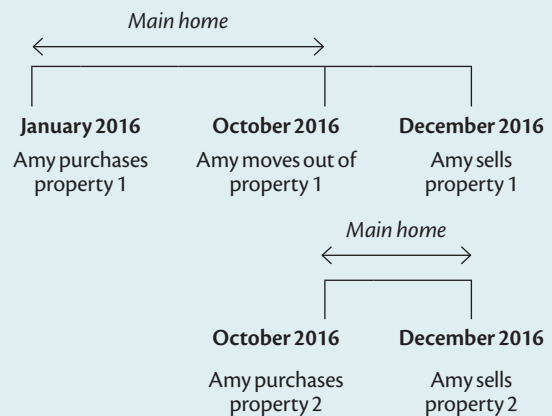 Main home
January 2016 October 2016 December 2016
Amy purchases Amy moves out of Amy sells
property 1 property 1 property 1
Main home
October 2016 December 2016
Amy purchases Amy sells
property 2 property 2